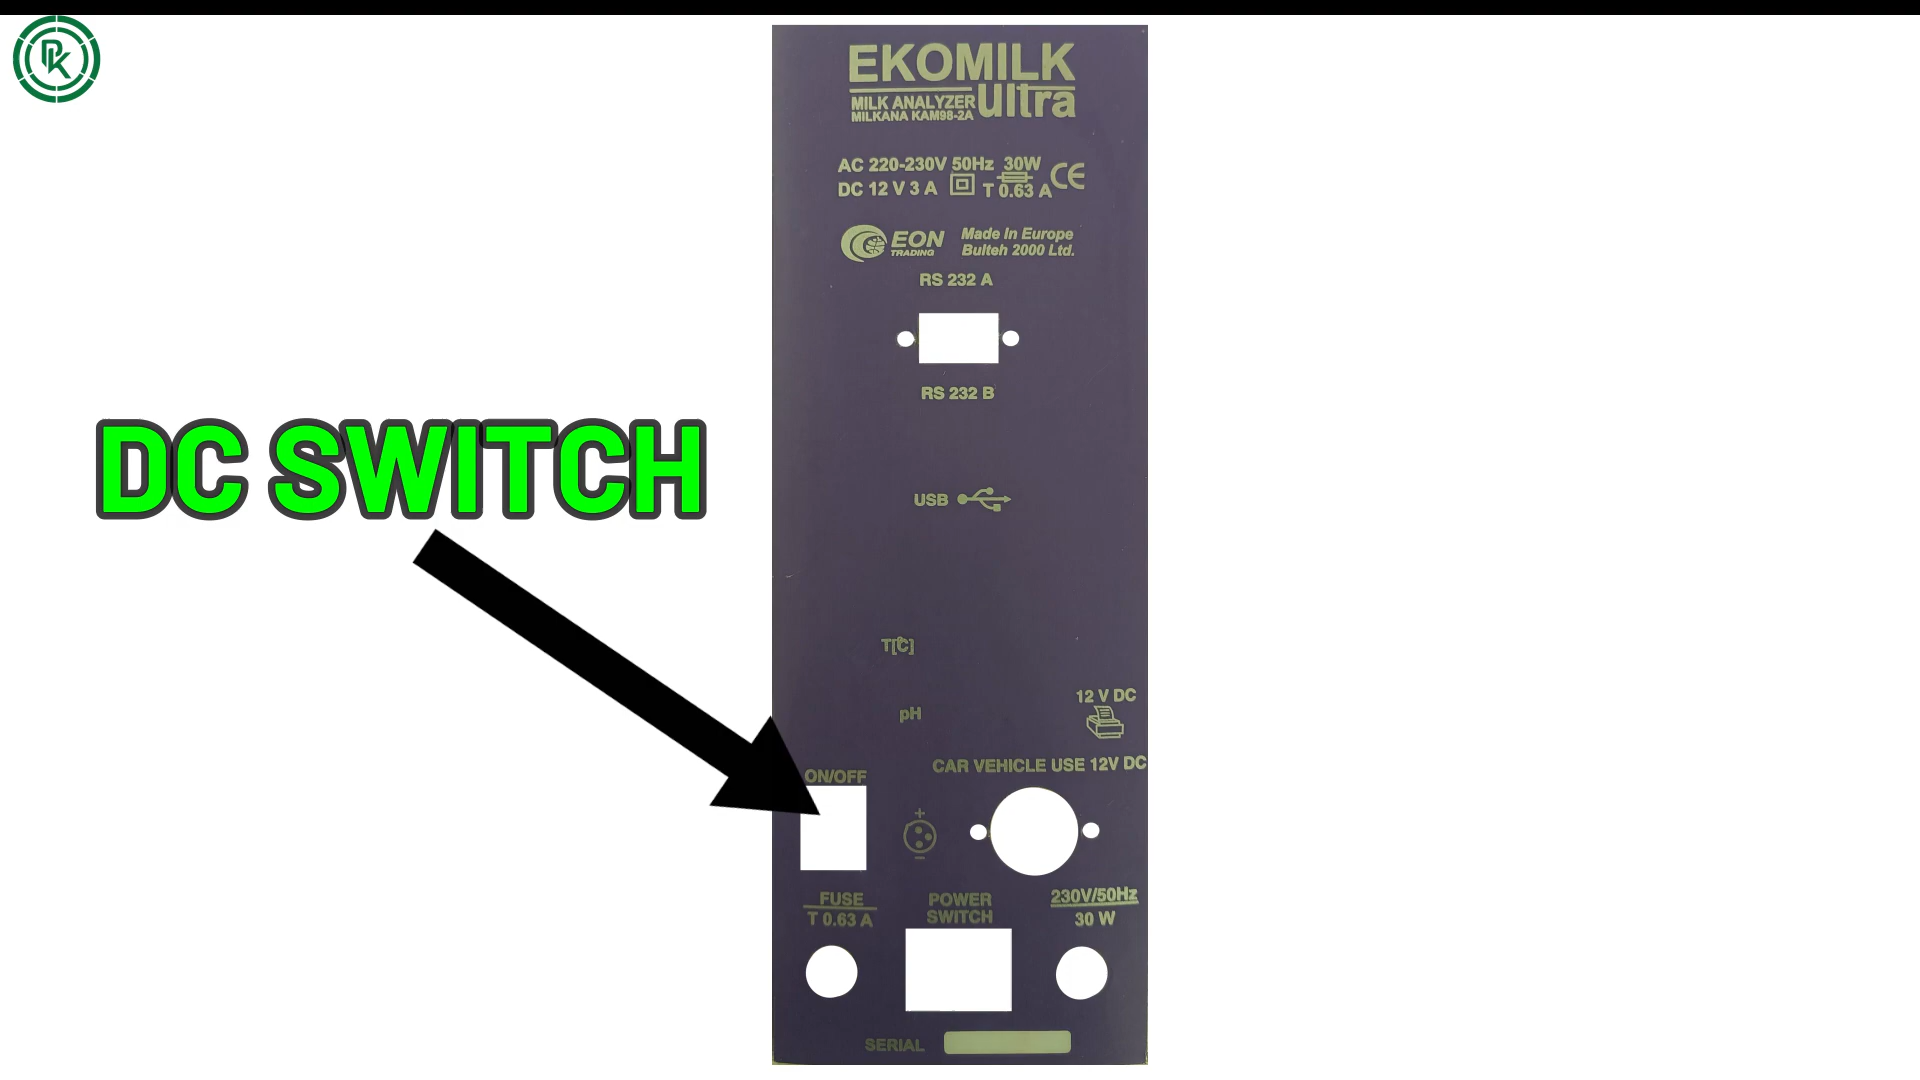 PK
EKOMILK
MILK ANALYZER ultra
MILKANA KAM98-2A
AC 220-230V 50Hz 30W
DC 12 V 3 A T 0.63 A CE
EON Made In Europe
TRADING Bulteh 2000 Ltd.
RS 232 A
RS 232 B
DC SWITCH
USB
T[°C]
12 V DC
pH
CAR VEHICLE USE 12V DC
ON/OFF
+
–
FUSE POWER 230V/50Hz
T 0.63 A SWITCH 30 W
SERIAL